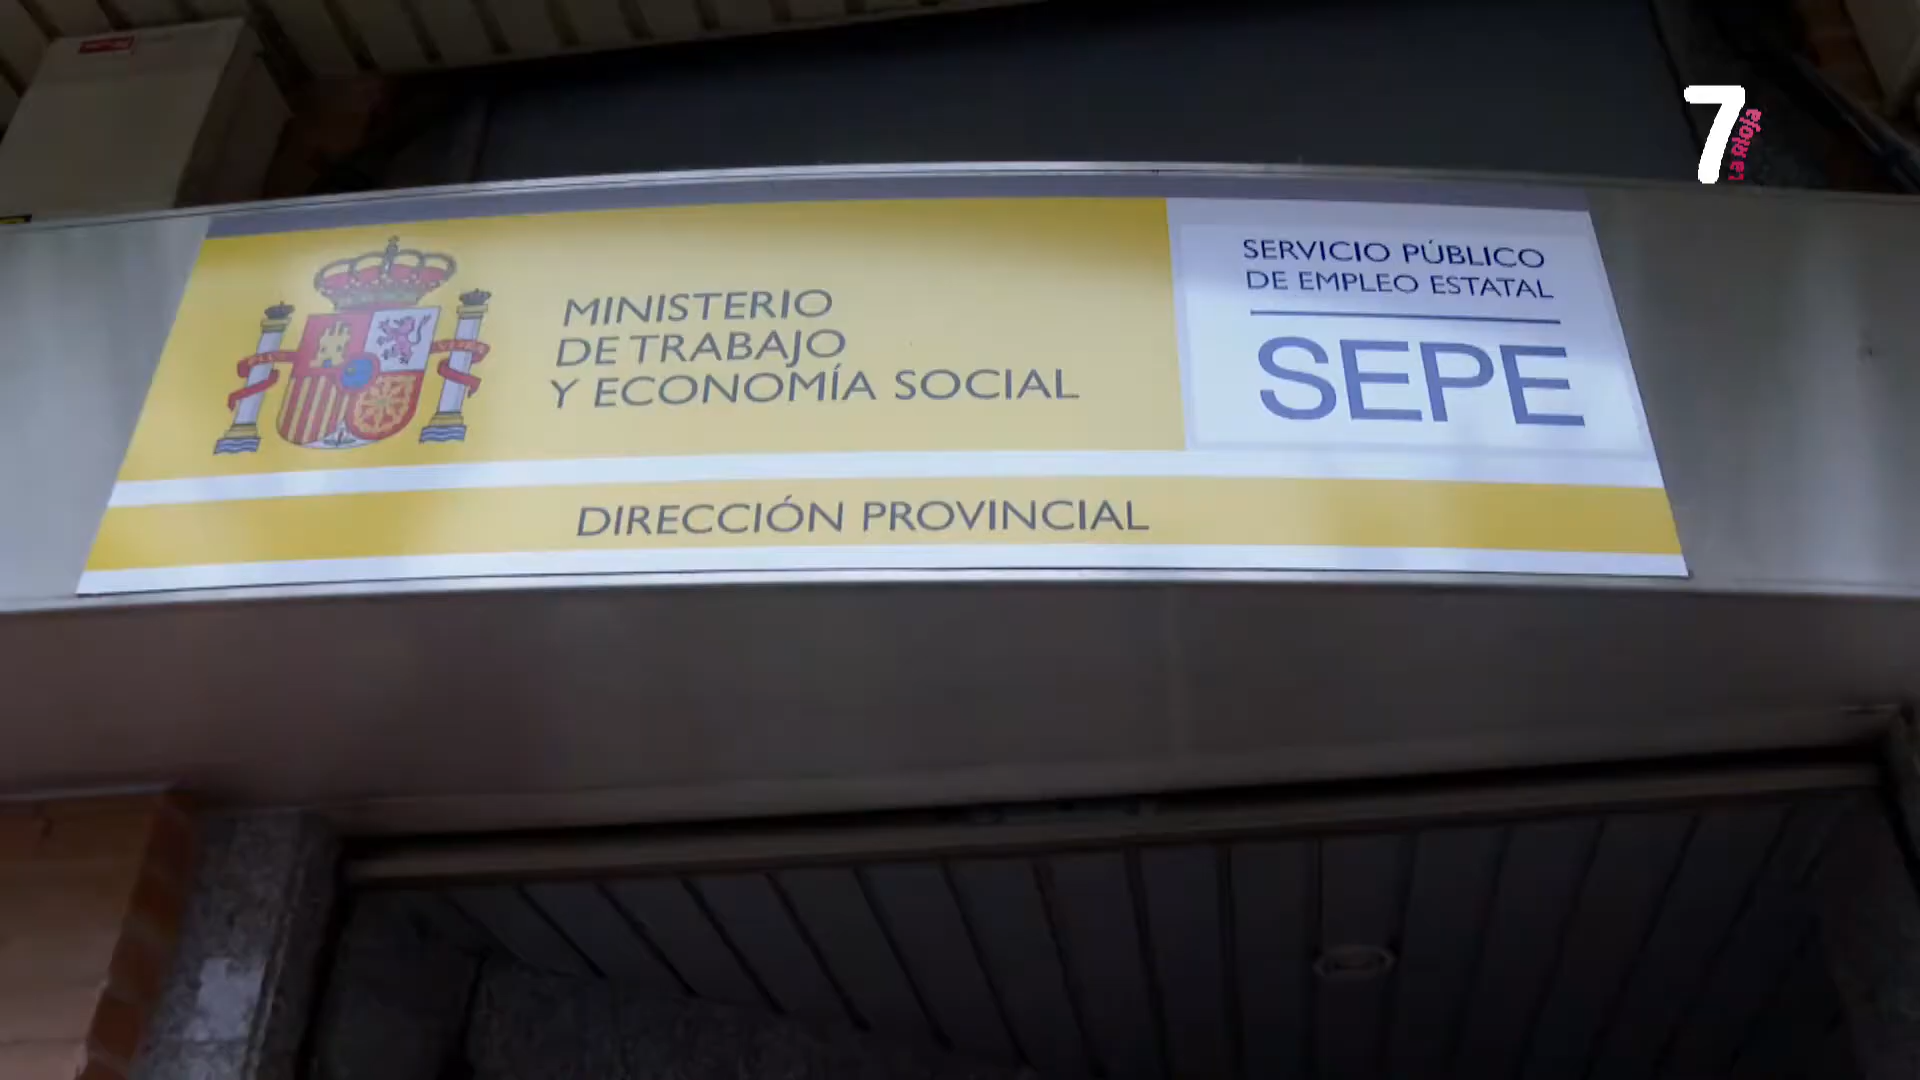 7
La Rioja
MINISTERIO
DE TRABAJO
Y ECONOMÍA SOCIAL
SERVICIO PÚBLICO
DE EMPLEO ESTATAL
SEPE
DIRECCIÓN PROVINCIAL